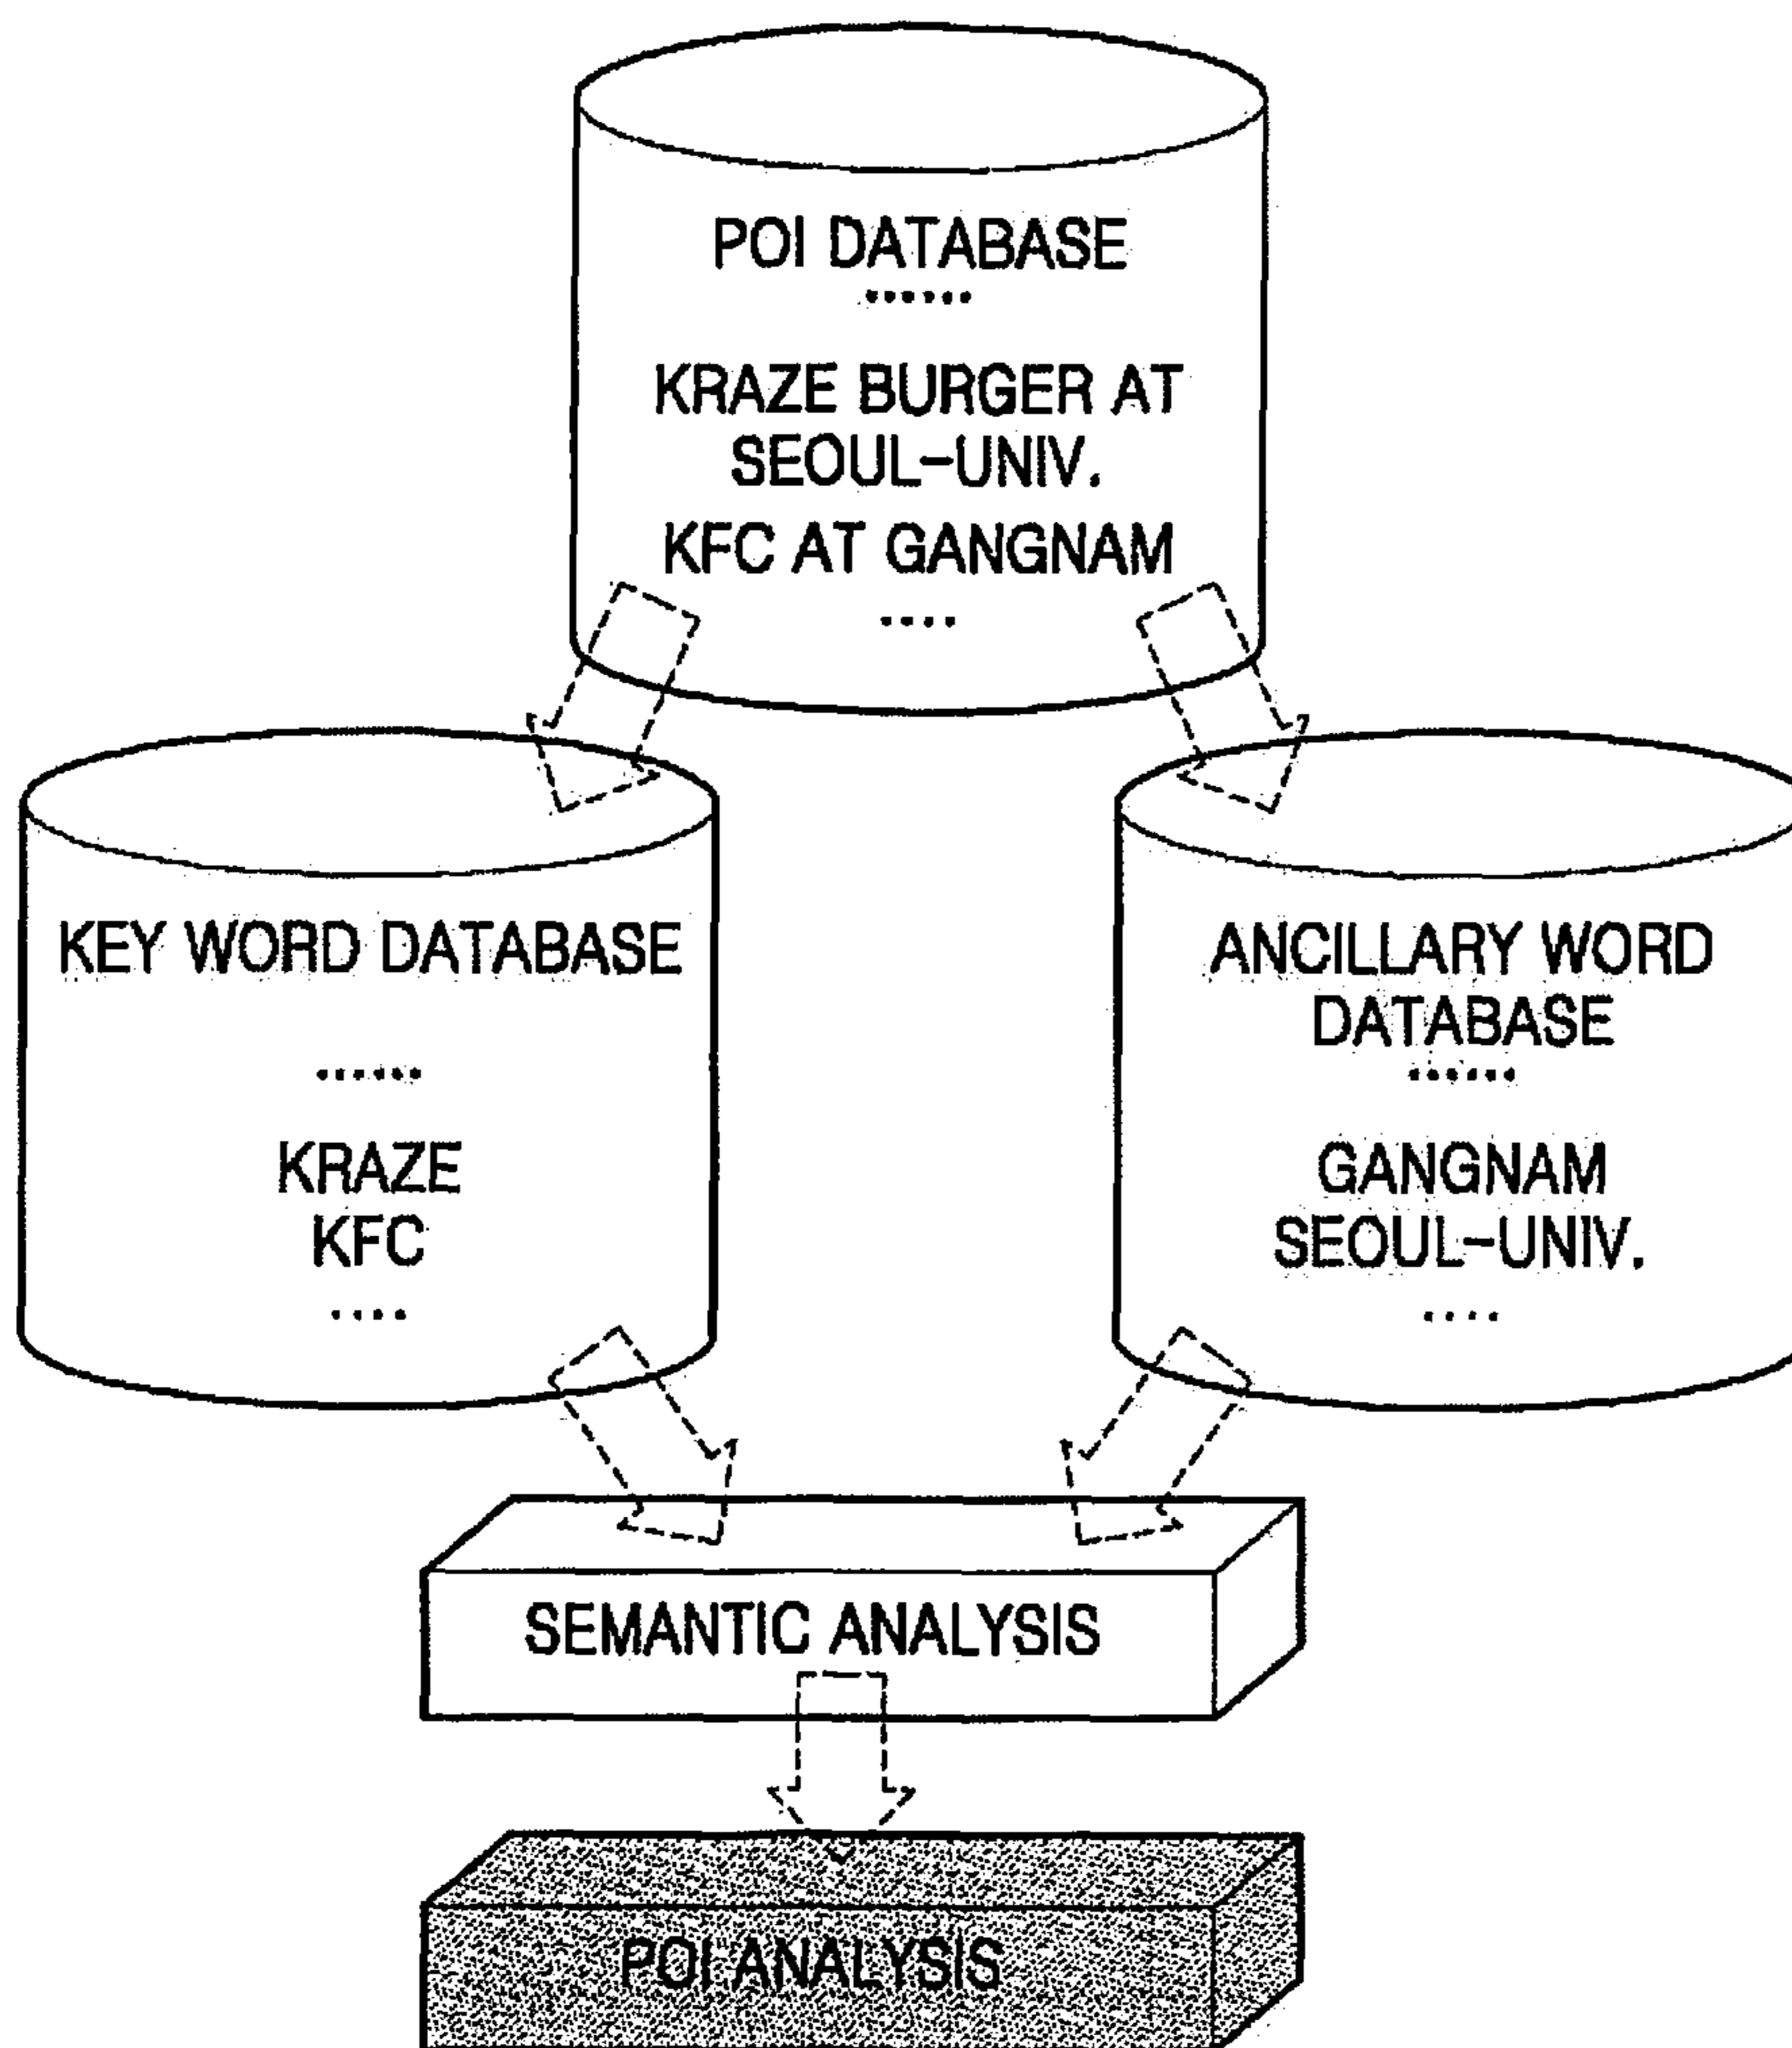 POI DATABASE
......
KRAZE BURGER AT
SEOUL-UNIV.
KFC AT GANGNAM
....
KEY WORD DATABASE
......
KRAZE
KFC
....
ANCILLARY WORD
DATABASE
......
GANGNAM
SEOUL-UNIV.
....
SEMANTIC ANALYSIS
POI ANALYSIS